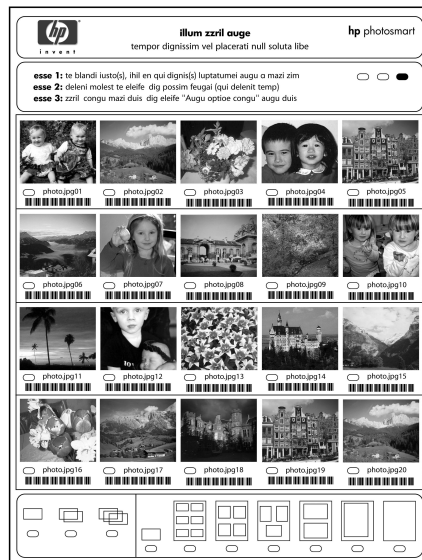 hp
invent
illum zzril auge
tempor dignissim vel placerati null soluta libe
hp photosmart
esse 1: te blandi iusto(s), ihil en qui dignis(s) luptatumei augu a mazi zim
esse 2: deleni molest te eleife dig possim feugai (qui delenit temp)
esse 3: zzril congu mazi duis dig eleife "Augu optioe congu" augu duis
photo.jpg01
photo.jpg02
photo.jpg03
photo.jpg04
photo.jpg05
photo.jpg06
photo.jpg07
photo.jpg08
photo.jpg09
photo.jpg10
photo.jpg11
photo.jpg12
photo.jpg13
photo.jpg14
photo.jpg15
photo.jpg16
photo.jpg17
photo.jpg18
photo.jpg19
photo.jpg20